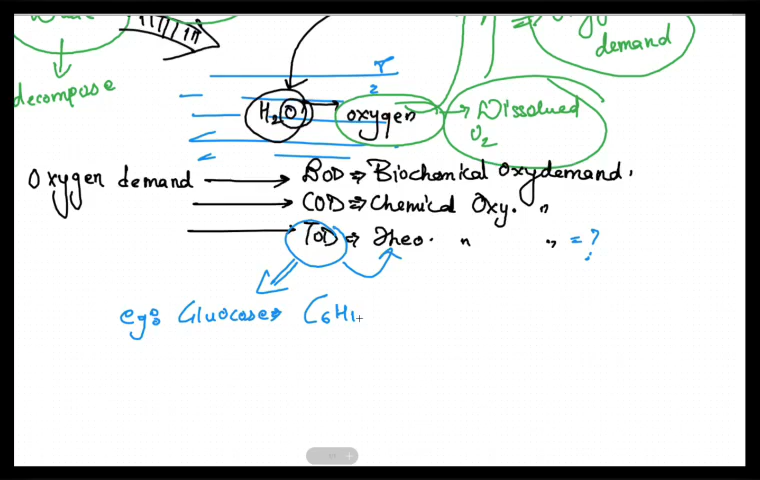 demand
decompose
H₂O → oxygen → Dissolved
O₂
Oxygen demand → BOD ⇒ Biochemical Oxydemand.
→ COD ⇒ Chemical Oxy. "
→ ToD ⇒ Theo. " " = ?
eg: Glucose ⇒ C₆H1